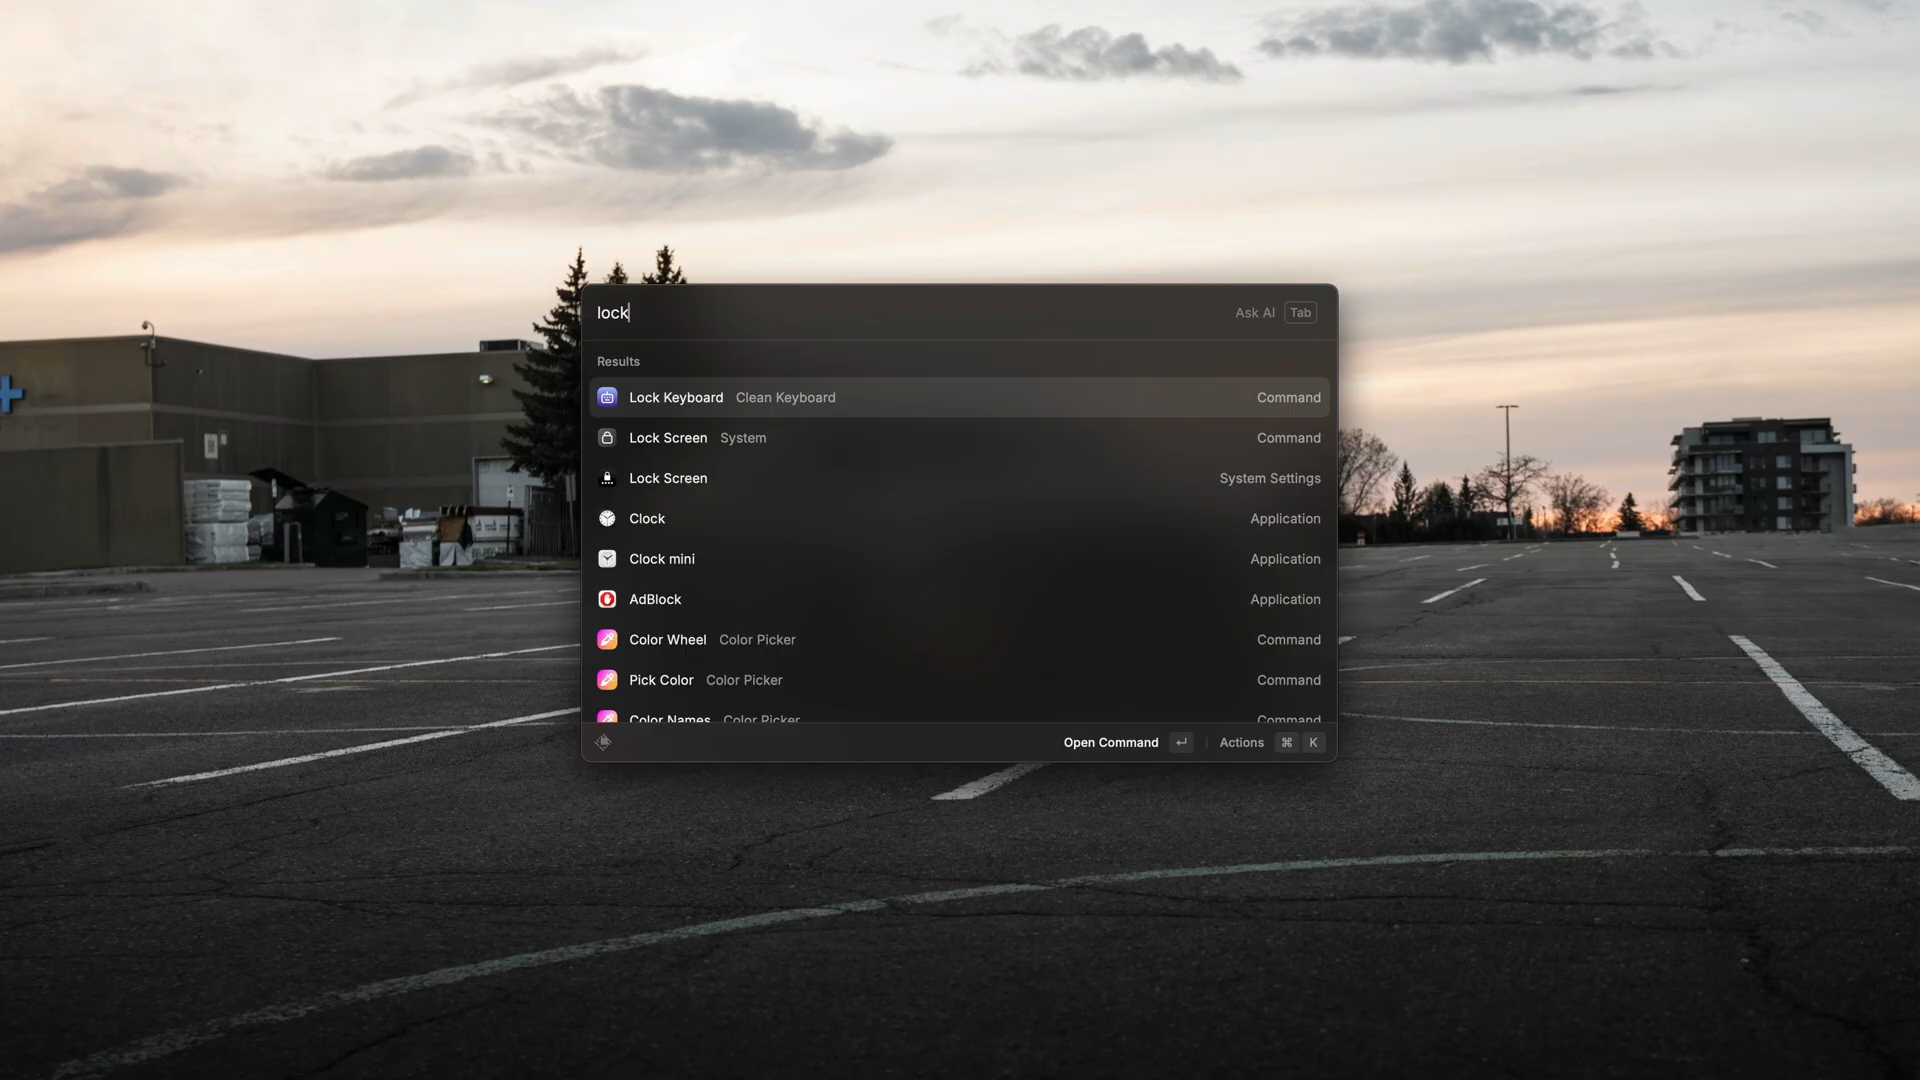 lock
Ask AI Tab
Results
Lock Keyboard Clean Keyboard Command
Lock Screen System Command
Lock Screen System Settings
Clock Application
Clock mini Application
AdBlock Application
Color Wheel Color Picker Command
Pick Color Color Picker Command
Color Names Color Picker Command
Open Command ↵ Actions ⌘ K